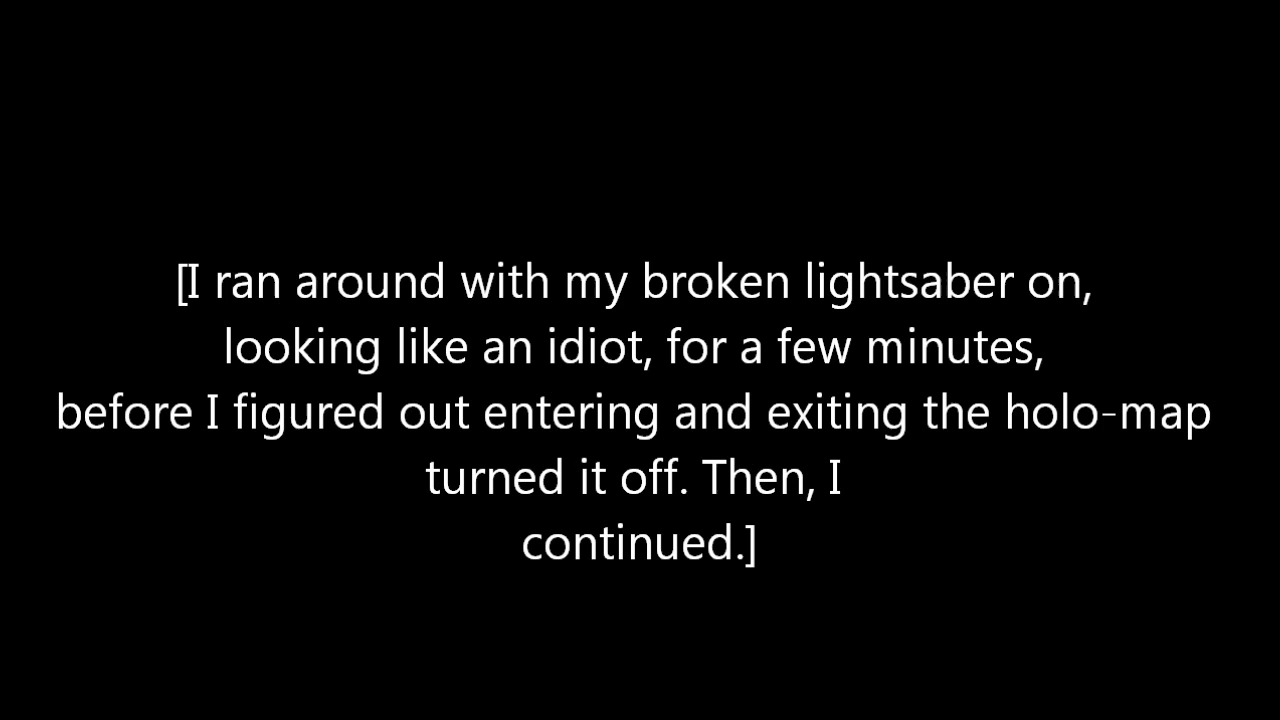 [I ran around with my broken lightsaber on,
looking like an idiot, for a few minutes,
before I figured out entering and exiting the holo-map
turned it off. Then, I
continued.]